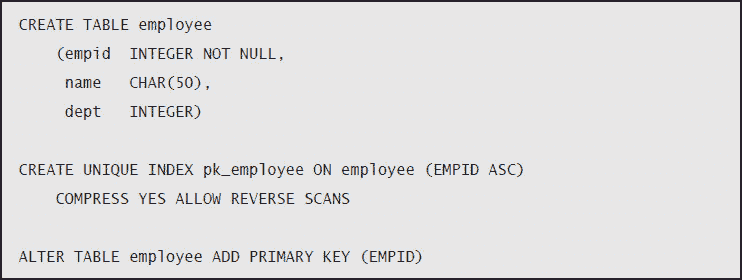 CREATE TABLE employee
(empid INTEGER NOT NULL,
name CHAR(50),
dept INTEGER)
CREATE UNIQUE INDEX pk_employee ON employee (EMPID ASC)
COMPRESS YES ALLOW REVERSE SCANS
ALTER TABLE employee ADD PRIMARY KEY (EMPID)